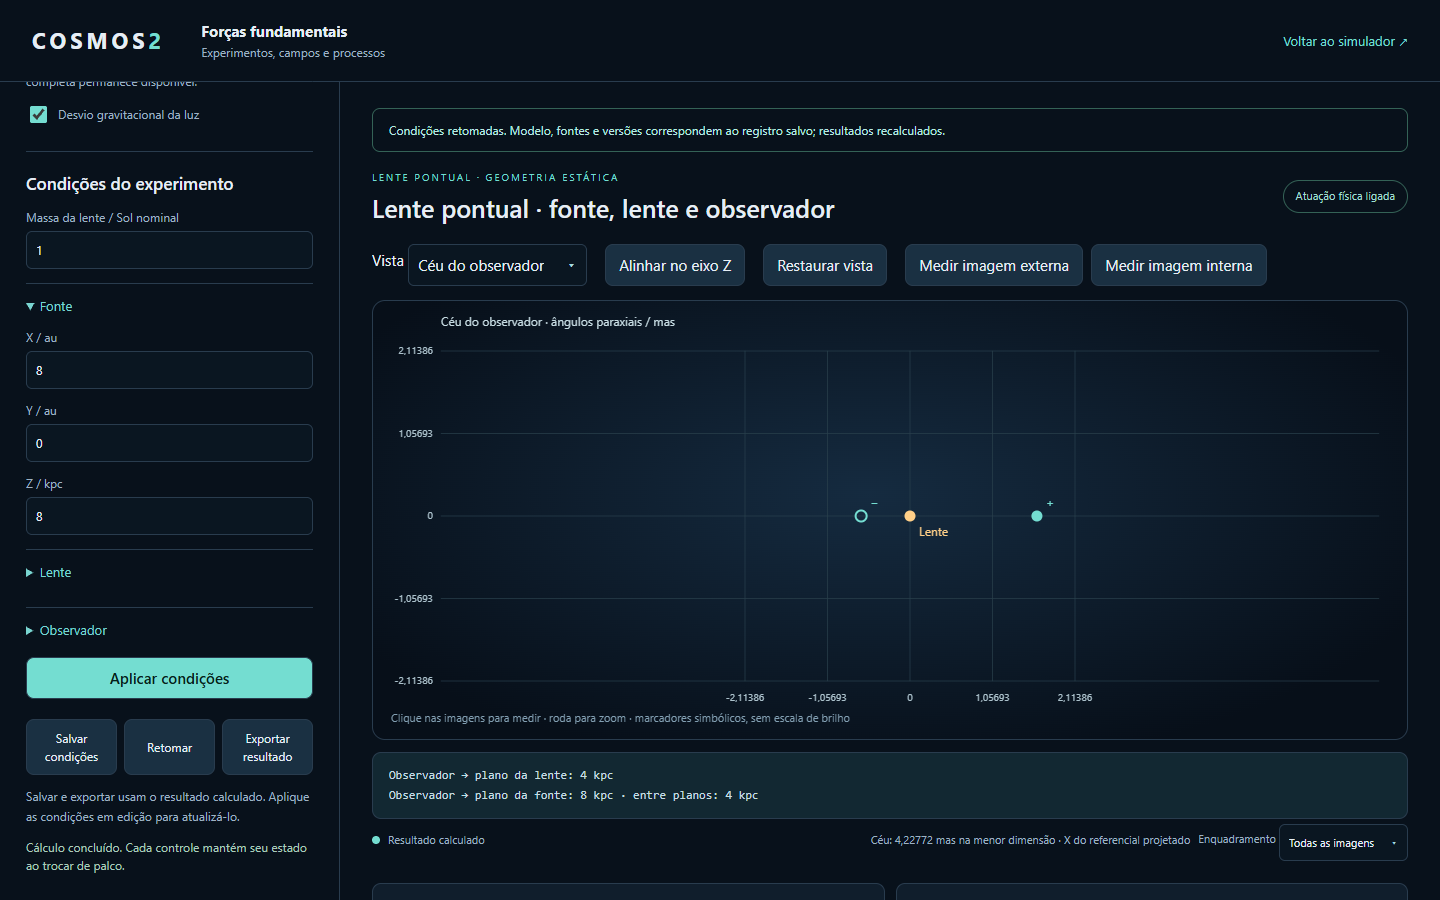 COSMOS2
Forças fundamentais
Experimentos, campos e processos
Voltar ao simulador ↗
completa permanece disponível.
Desvio gravitacional da luz
Condições do experimento
Massa da lente / Sol nominal
1
▼ Fonte
X / au
8
Y / au
0
Z / kpc
8
▶ Lente
▶ Observador
Aplicar condições
Salvar condições
Retomar
Exportar resultado
Salvar e exportar usam o resultado calculado. Aplique
as condições em edição para atualizá-lo.
Cálculo concluído. Cada controle mantém seu estado
ao trocar de palco.
Condições retomadas. Modelo, fontes e versões correspondem ao registro salvo; resultados recalculados.
LENTE PONTUAL · GEOMETRIA ESTÁTICA
Lente pontual · fonte, lente e observador
Atuação física ligada
Vista
Céu do observador
Alinhar no eixo Z
Restaurar vista
Medir imagem externa
Medir imagem interna
Céu do observador · ângulos paraxiais / mas
2,11386
1,05693
0
-1,05693
-2,11386
−
+
Lente
-2,11386
-1,05693
0
1,05693
2,11386
Clique nas imagens para medir · roda para zoom · marcadores simbólicos, sem escala de brilho
Observador → plano da lente: 4 kpc
Observador → plano da fonte: 8 kpc · entre planos: 4 kpc
Resultado calculado
Céu: 4,22772 mas na menor dimensão · X do referencial projetado
Enquadramento
Todas as imagens